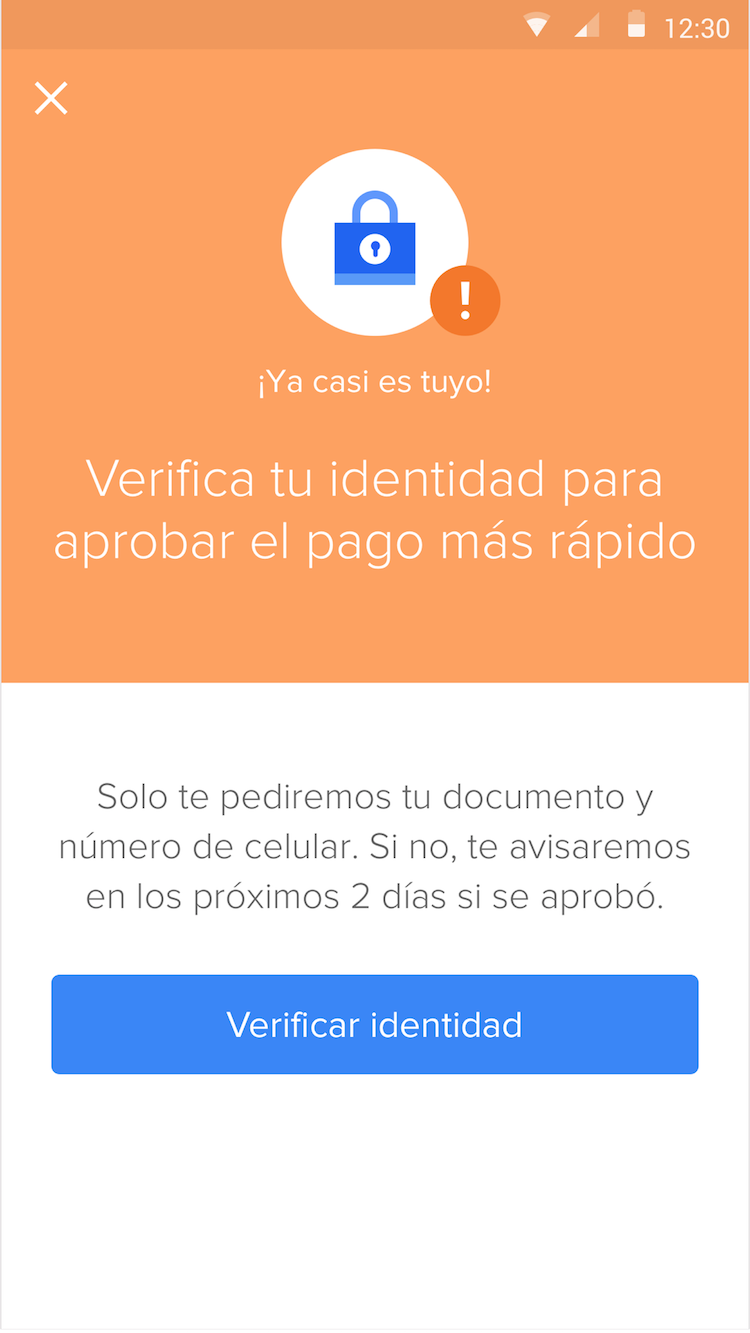 12:30
¡Ya casi es tuyo!
Verifica tu identidad para
aprobar el pago más rápido
Solo te pediremos tu documento y
número de celular. Si no, te avisaremos
en los próximos 2 días si se aprobó.
Verificar identidad